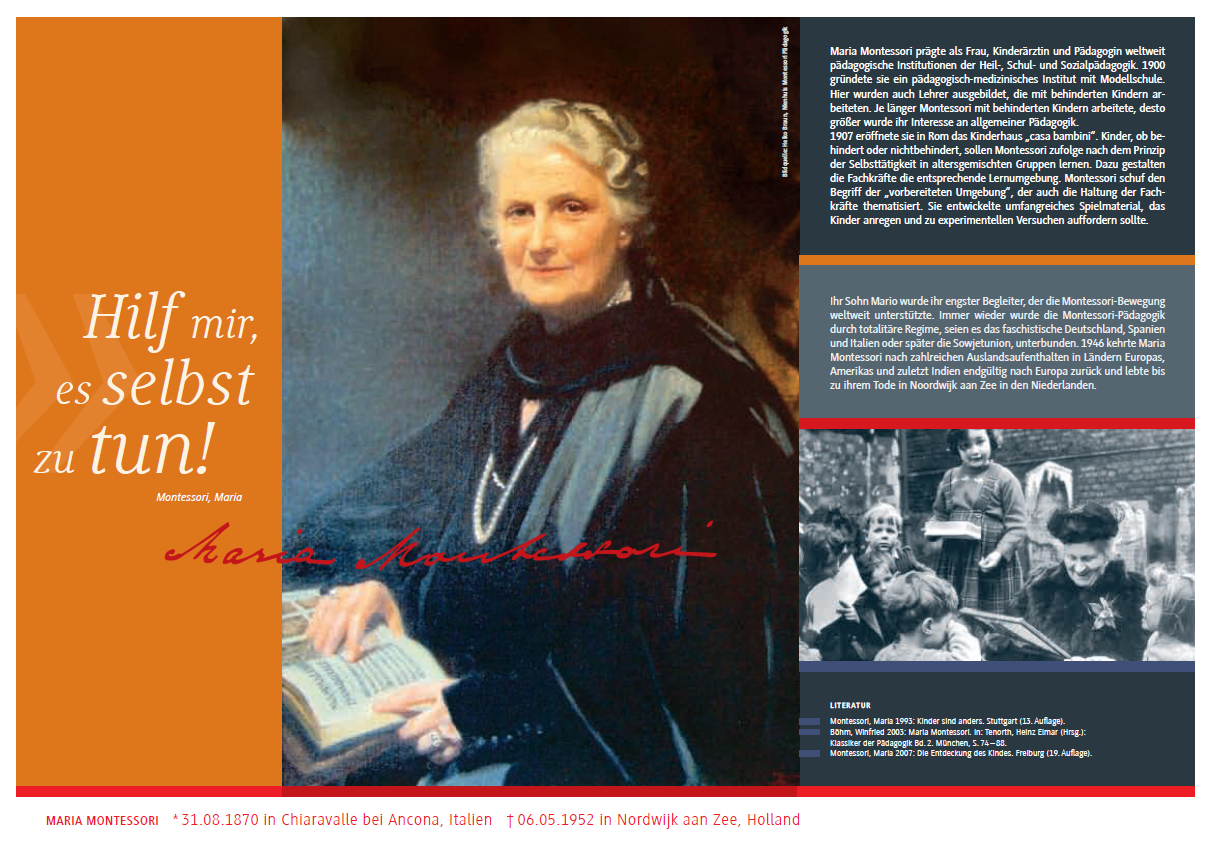 Hilf mir,
es selbst
zu tun!
Montessori, Maria
Maria Montessori
Bildquelle: Heiko Braun, Nienhuis Montessori Pädagogik
Maria Montessori prägte als Frau, Kinderärztin und Pädagogin weltweit
pädagogische Institutionen der Heil-, Schul- und Sozialpädagogik. 1900
gründete sie ein pädagogisch-medizinisches Institut mit Modellschule.
Hier wurden auch Lehrer ausgebildet, die mit behinderten Kindern ar-
beiteten. Je länger Montessori mit behinderten Kindern arbeitete, desto
größer wurde ihr Interesse an allgemeiner Pädagogik.
1907 eröffnete sie in Rom das Kinderhaus „casa bambini“. Kinder, ob be-
hindert oder nichtbehindert, sollen Montessori zufolge nach dem Prinzip
der Selbsttätigkeit in altersgemischten Gruppen lernen. Dazu gestalten
die Fachkräfte die entsprechende Lernumgebung. Montessori schuf den
Begriff der „vorbereiteten Umgebung“, der auch die Haltung der Fach-
kräfte thematisiert. Sie entwickelte umfangreiches Spielmaterial, das
Kinder anregen und zu experimentellen Versuchen auffordern sollte.
Ihr Sohn Mario wurde ihr engster Begleiter, der die Montessori-Bewegung
weltweit unterstützte. Immer wieder wurde die Montessori-Pädagogik
durch totalitäre Regime, seien es das faschistische Deutschland, Spanien
und Italien oder später die Sowjetunion, unterbunden. 1946 kehrte Maria
Montessori nach zahlreichen Auslandsaufenthalten in Ländern Europas,
Amerikas und zuletzt Indien endgültig nach Europa zurück und lebte bis
zu ihrem Tode in Noordwijk aan Zee in den Niederlanden.
LITERATUR
Montessori, Maria 1993: Kinder sind anders. Stuttgart (13. Auflage).
Böhm, Winfried 2003: Maria Montessori. In: Tenorth, Heinz Elmar (Hrsg.):
Klassiker der Pädagogik Bd. 2. München, S. 74–88.
Montessori, Maria 2007: Die Entdeckung des Kindes. Freiburg (19. Auflage).
MARIA MONTESSORI * 31.08.1870 in Chiaravalle bei Ancona, Italien † 06.05.1952 in Nordwijk aan Zee, Holland